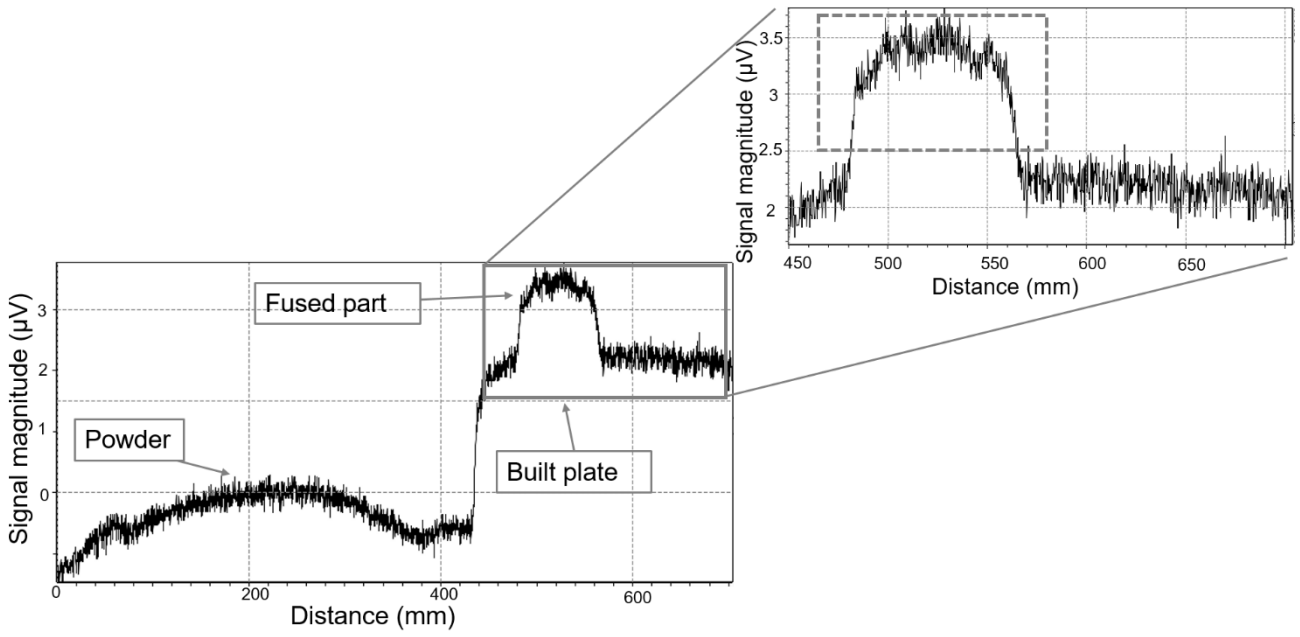 3.5
3
2.5
2
Signal magnitude (µV)
450
500
550
600
650
Distance (mm)
3
2
1
0
Signal magnitude (µV)
Fused part
Powder
Built plate
0
200
400
600
Distance (mm)